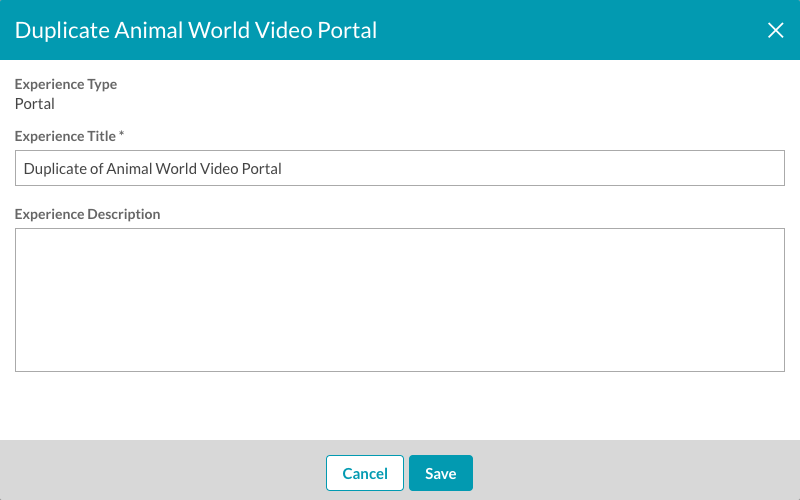 Duplicate Animal World Video Portal
Experience Type
Portal
Experience Title *
Duplicate of Animal World Video Portal
Experience Description
Cancel Save